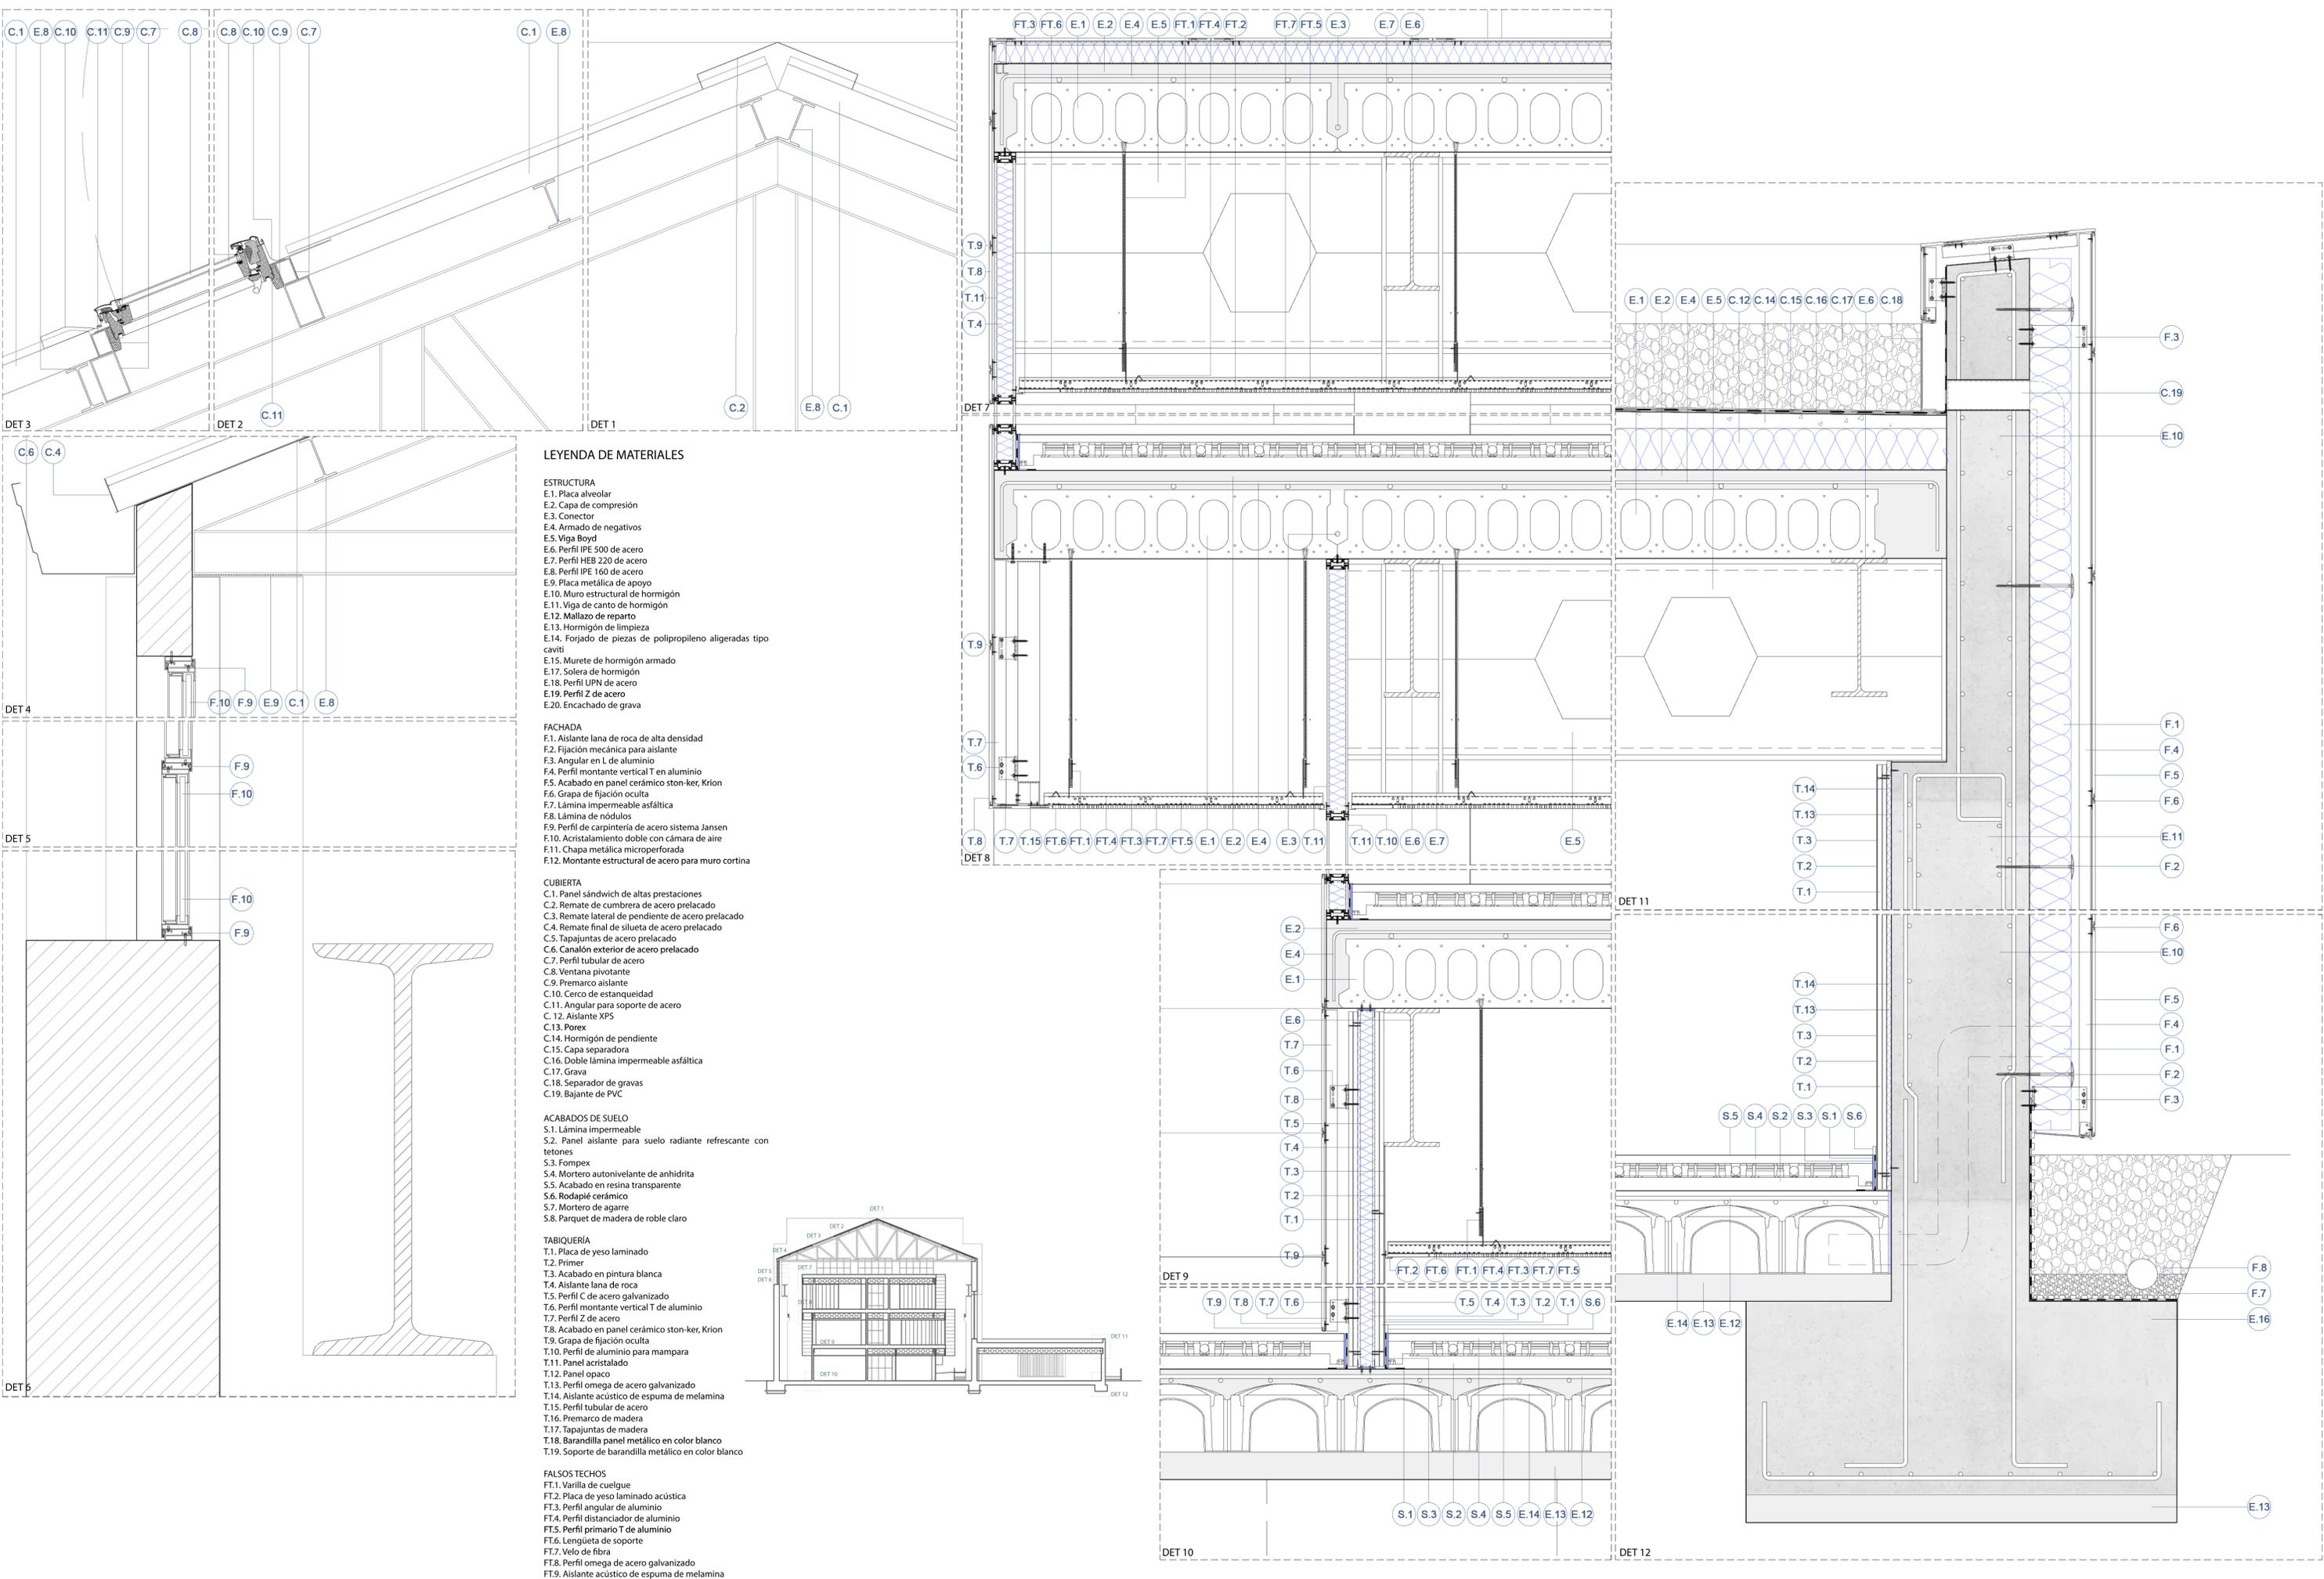 C.1 E.8 C.10 C.11 C.9 C.7 C.8
DET 3
C.8 C.10 C.9 C.7 C.1 E.8
C.11
DET 2
C.2 E.8 C.1
DET 1
C.6 C.4
F.10 F.9 E.9 C.1 E.8
DET 4
F.9
F.10
DET 5
F.10
F.9
DET 6
LEYENDA DE MATERIALES
ESTRUCTURA
E.1. Placa alveolar
E.2. Capa de compresión
E.3. Conector
E.4. Armado de negativos
E.5. Viga Boyd
E.6. Perfil IPE 500 de acero
E.7. Perfil HEB 220 de acero
E.8. Perfil IPE 160 de acero
E.9. Placa metálica de apoyo
E.10. Muro estructural de hormigón
E.11. Viga de canto de hormigón
E.12. Mallazo de reparto
E.13. Hormigón de limpieza
E.14. Forjado de piezas de polipropileno aligeradas tipo
caviti
E.15. Murete de hormigón armado
E.17. Solera de hormigón
E.18. Perfil UPN de acero
E.19. Perfil Z de acero
E.20. Encachado de grava
FACHADA
F.1. Aislante lana de roca de alta densidad
F.2. Fijación mecánica para aislante
F.3. Angular en L de aluminio
F.4. Perfil montante vertical T en aluminio
F.5. Acabado en panel cerámico ston-ker, Krion
F.6. Grapa de fijación oculta
F.7. Lámina impermeable asfáltica
F.8. Lámina de nódulos
F.9. Perfil de carpintería de acero sistema Jansen
F.10. Acristalamiento doble con cámara de aire
F.11. Chapa metálica microperforada
F.12. Montante estructural de acero para muro cortina
CUBIERTA
C.1. Panel sándwich de altas prestaciones
C.2. Remate de cumbrera de acero prelacado
C.3. Remate lateral de pendiente de acero prelacado
C.4. Remate final de silueta de acero prelacado
C.5. Tapajuntas de acero prelacado
C.6. Canalón exterior de acero prelacado
C.7. Perfil tubular de acero
C.8. Ventana pivotante
C.9. Premarco aislante
C.10. Cerco de estanqueidad
C.11. Angular para soporte de acero
C. 12. Aislante XPS
C.13. Porex
C.14. Hormigón de pendiente
C.15. Capa separadora
C.16. Doble lámina impermeable asfáltica
C.17. Grava
C.18. Separador de gravas
C.19. Bajante de PVC
ACABADOS DE SUELO
S.1. Lámina impermeable
S.2. Panel aislante para suelo radiante refrescante con
tetones
S.3. Fompex
S.4. Mortero autonivelante de anhidrita
S.5. Acabado en resina transparente
S.6. Rodapié cerámico
S.7. Mortero de agarre
S.8. Parquet de madera de roble claro
TABIQUERÍA
T.1. Placa de yeso laminado
T.2. Primer
T.3. Acabado en pintura blanca
T.4. Aislante lana de roca
T.5. Perfil C de acero galvanizado
T.6. Perfil montante vertical T de aluminio
T.7. Perfil Z de acero
T.8. Acabado en panel cerámico ston-ker, Krion
T.9. Grapa de fijación oculta
T.10. Perfil de aluminio para mampara
T.11. Panel acristalado
T.12. Panel opaco
T.13. Perfil omega de acero galvanizado
T.14. Aislante acústico de espuma de melamina
T.15. Perfil tubular de acero
T.16. Premarco de madera
T.17. Tapajuntas de madera
T.18. Barandilla panel metálico en color blanco
T.19. Soporte de barandilla metálico en color blanco
FALSOS TECHOS
FT.1. Varilla de cuelgue
FT.2. Placa de yeso laminado acústica
FT.3. Perfil angular de aluminio
FT.4. Perfil distanciador de aluminio
FT.5. Perfil primario T de aluminio
FT.6. Lengüeta de soporte
FT.7. Velo de fibra
FT.8. Perfil omega de acero galvanizado
FT.9. Aislante acústico de espuma de melamina
DET 1
DET 2
DET 3
DET 4
DET 5
DET 6
DET 7
DET 8
DET 9
DET 10
DET 11
DET 12
FT.3 FT.6 E.1 E.2 E.4 E.5 FT.1 FT.4 FT.2 FT.7 FT.5 E.3 E.7 E.6
T.9
T.8
T.11
T.4
DET 7
T.9
T.7
T.6
T.8 T.7 T.15 FT.6 FT.1 FT.4 FT.3 FT.7 FT.5 E.1 E.2 E.4 E.3 T.11 T.11 T.10 E.6 E.7 E.5
DET 8
E.2
E.4
E.1
E.6
T.7
T.6
T.8
T.5
T.4
T.3
T.2
T.1
T.9
FT.2 FT.6 FT.1 FT.4 FT.3 FT.7 FT.5
DET 9
T.9 T.8 T.7 T.6 T.5 T.4 T.3 T.2 T.1 S.6
S.1 S.3 S.2 S.4 S.5 E.14 E.13 E.12
DET 10
E.1 E.2 E.4 E.5 C.12 C.14 C.15 C.16 C.17 E.6 C.18
F.3
C.19
E.10
F.1
F.4
F.5
F.6
E.11
F.2
T.14
T.13
T.3
T.2
T.1
DET 11
F.6
E.10
F.5
F.4
F.1
F.2
F.3
T.14
T.13
T.3
T.2
T.1
S.5 S.4 S.2 S.3 S.1 S.6
E.14 E.13 E.12
F.8
F.7
E.16
E.13
DET 12